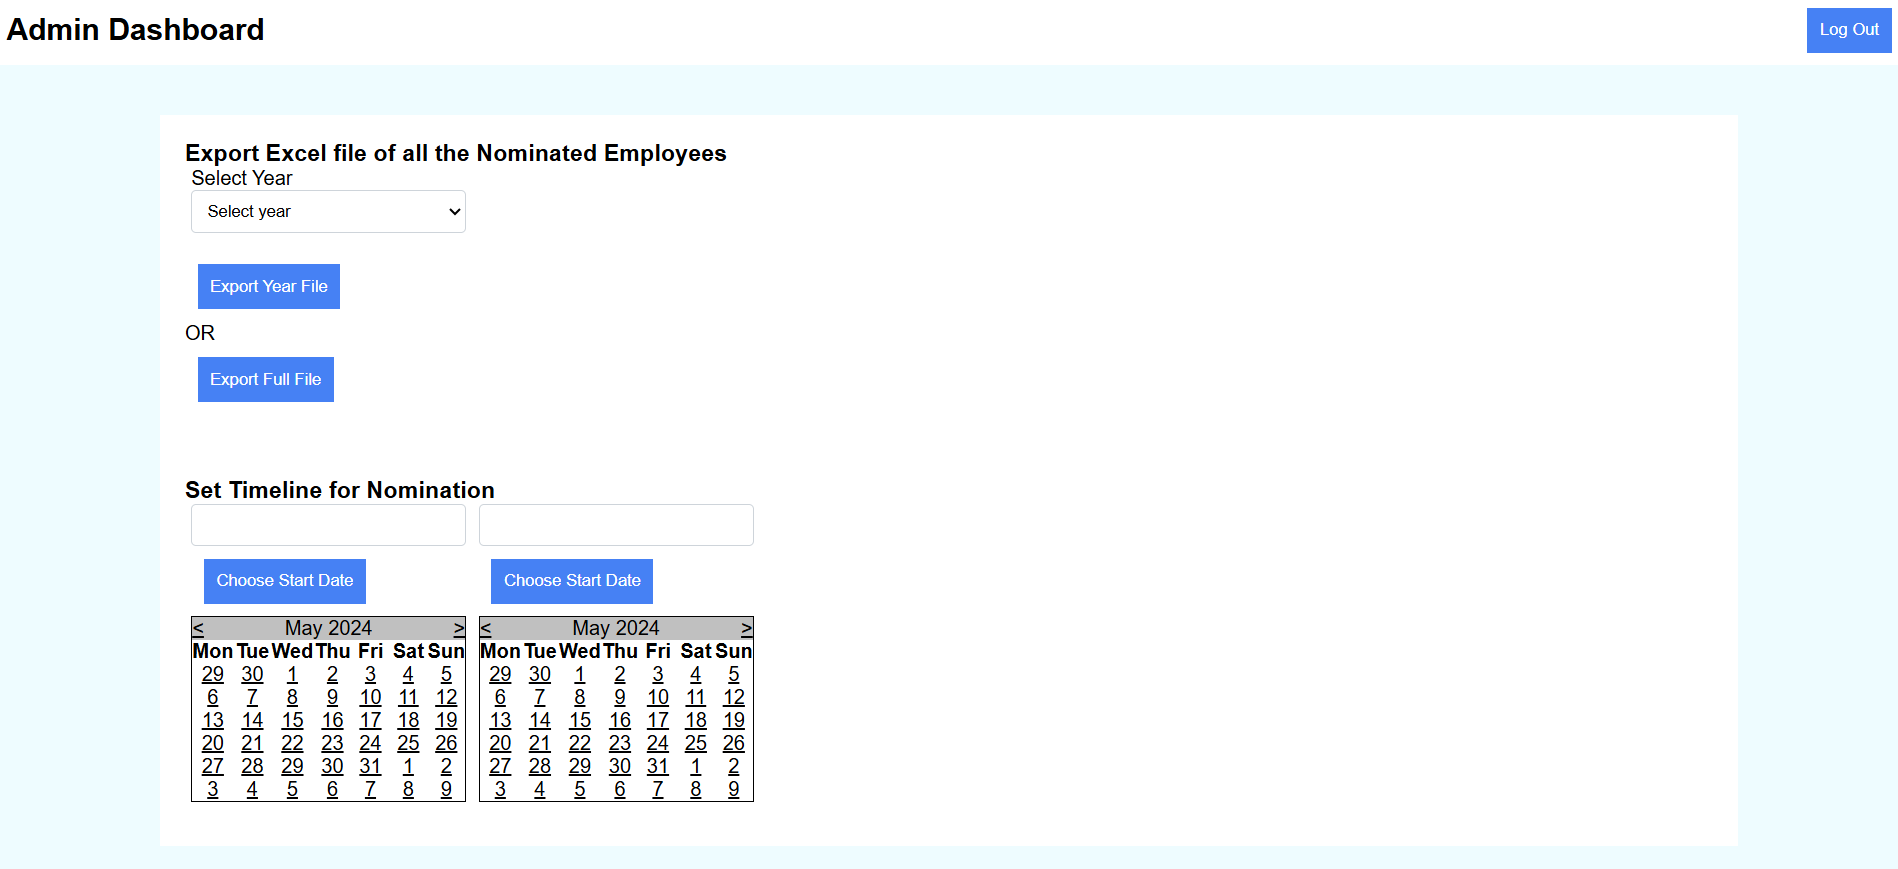 Admin Dashboard
Log Out
Export Excel file of all the Nominated Employees
Select Year
Select year
Export Year File
OR
Export Full File
Set Timeline for Nomination
Choose Start Date
Choose Start Date
< May 2024 >
Mon Tue Wed Thu Fri Sat Sun
29 30 1 2 3 4 5
6 7 8 9 10 11 12
13 14 15 16 17 18 19
20 21 22 23 24 25 26
27 28 29 30 31 1 2
3 4 5 6 7 8 9
< May 2024 >
Mon Tue Wed Thu Fri Sat Sun
29 30 1 2 3 4 5
6 7 8 9 10 11 12
13 14 15 16 17 18 19
20 21 22 23 24 25 26
27 28 29 30 31 1 2
3 4 5 6 7 8 9